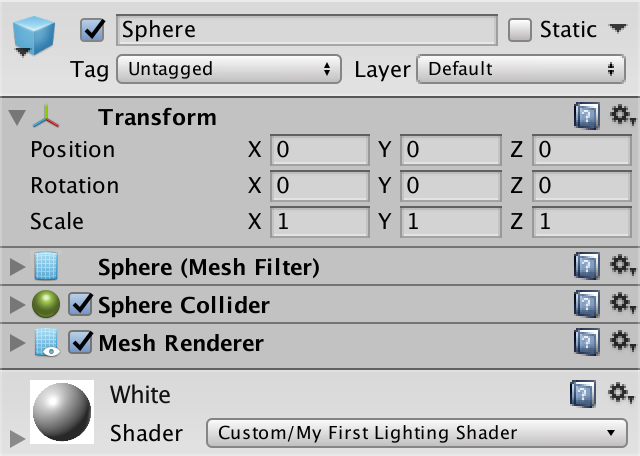 Sphere Static
Tag Untagged Layer Default
Transform
Position X 0 Y 0 Z 0
Rotation X 0 Y 0 Z 0
Scale X 1 Y 1 Z 1
Sphere (Mesh Filter)
Sphere Collider
Mesh Renderer
White
Shader Custom/My First Lighting Shader